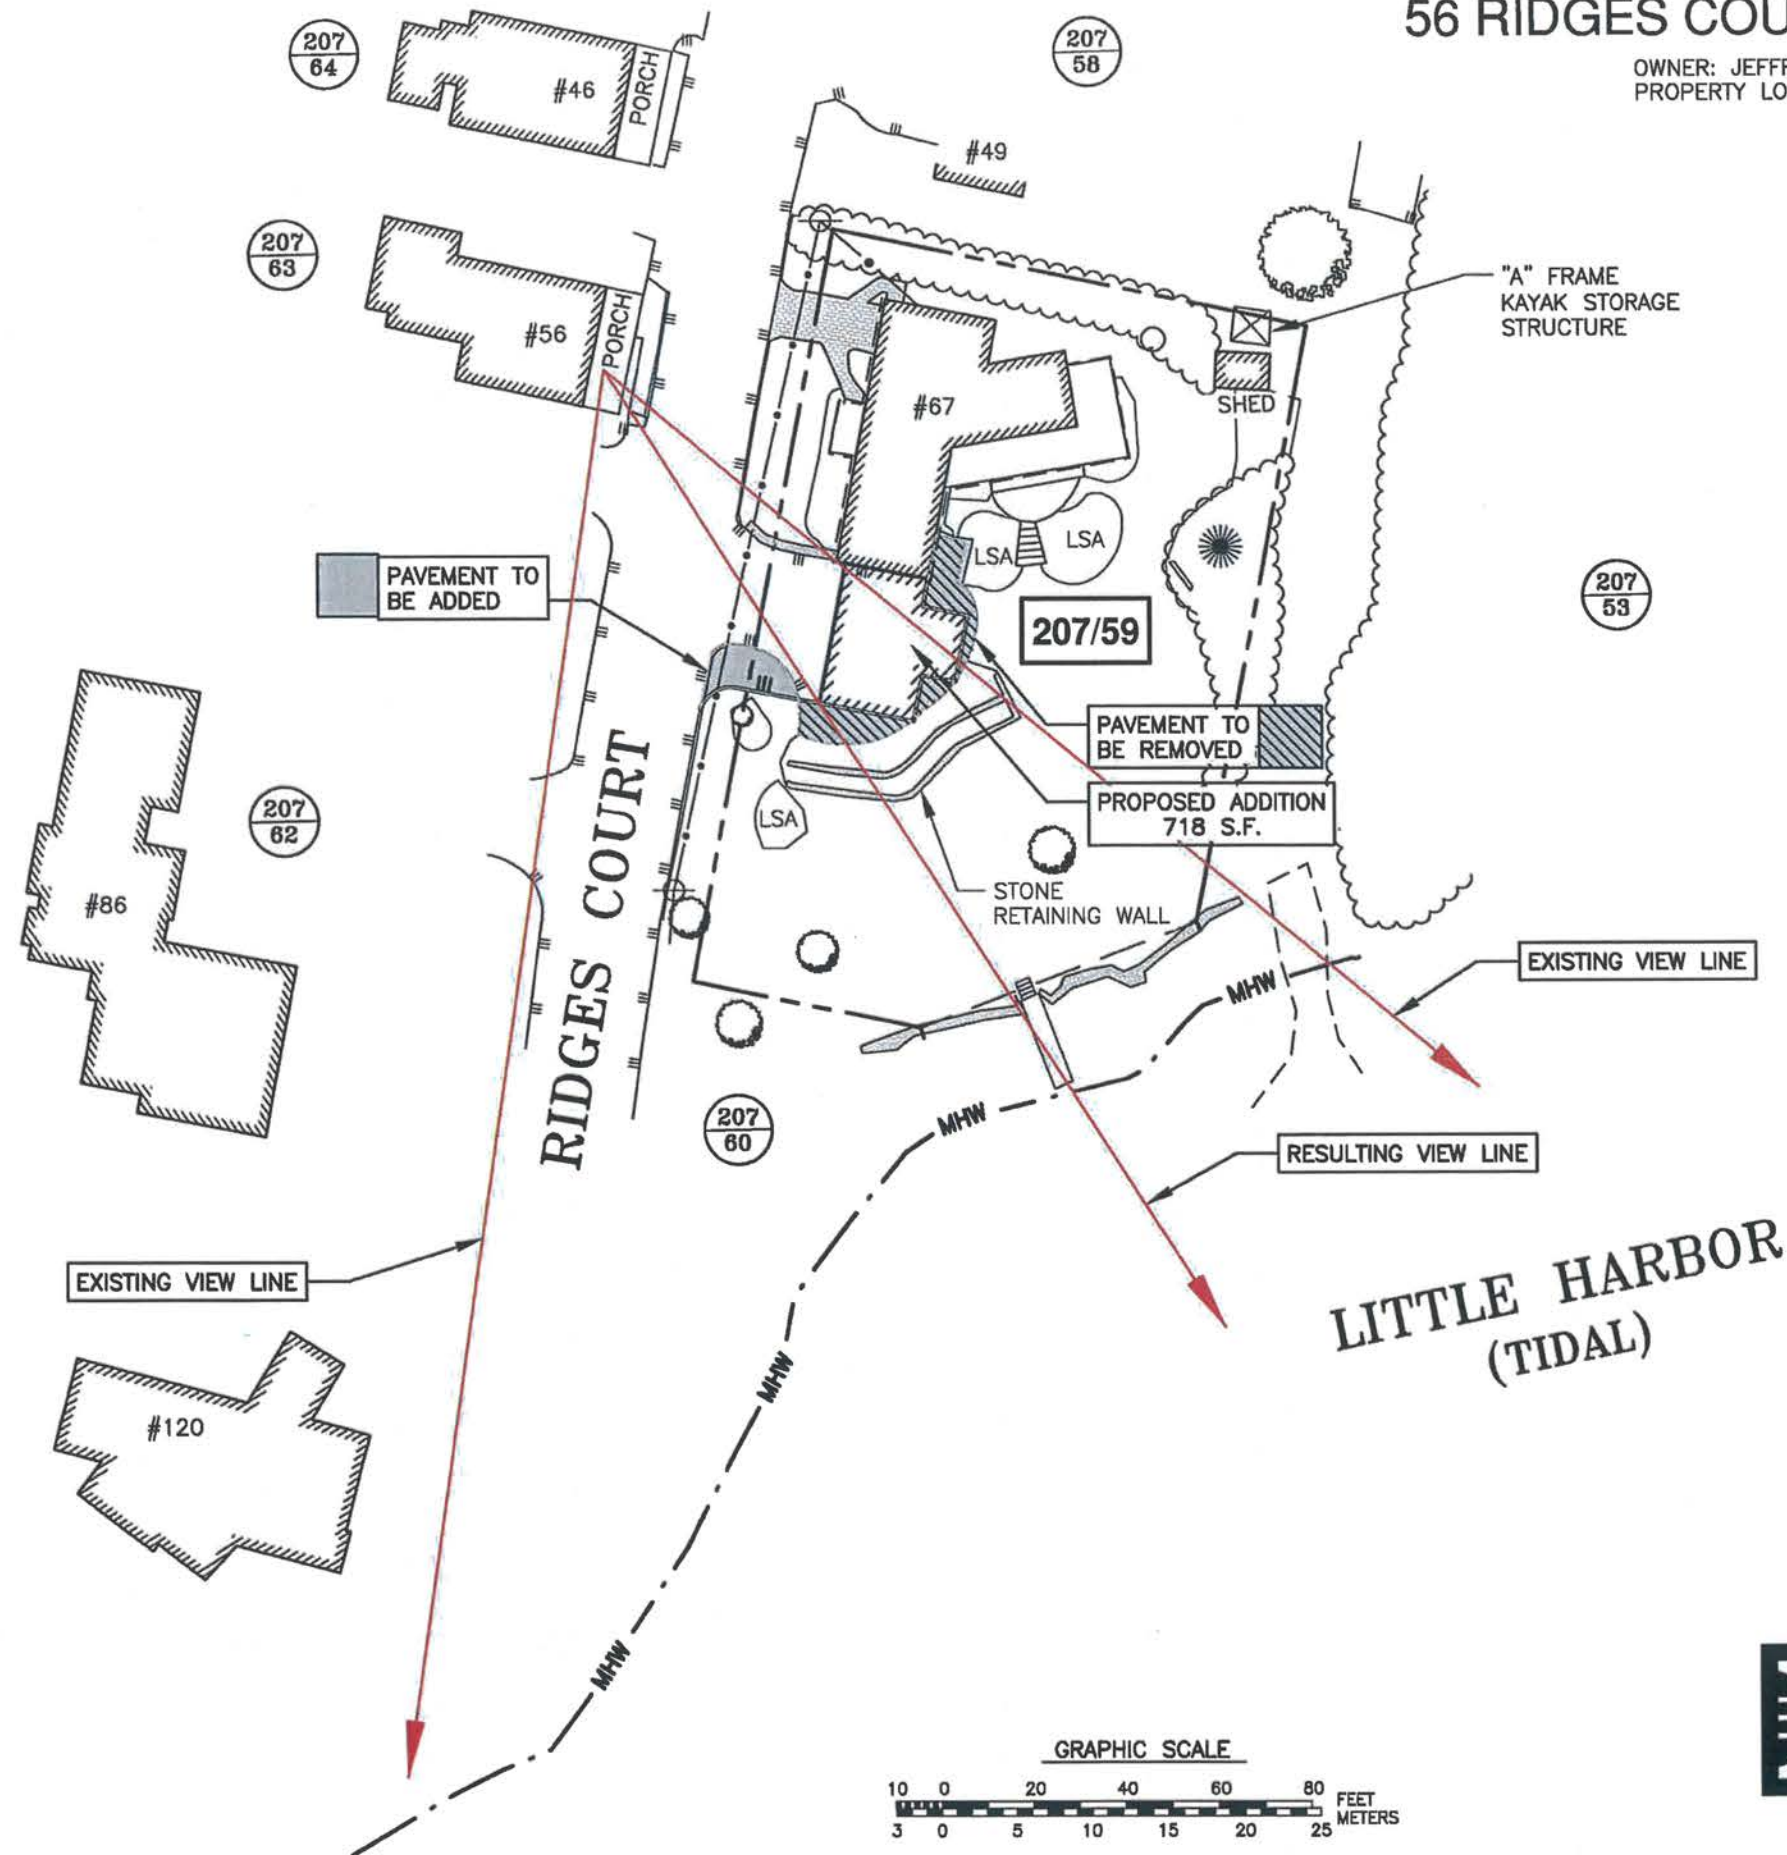 56 RIDGES COU
OWNER: JEFFR
PROPERTY LO
207
64
#46
PORCH
207
58
#49
207
63
#56
PORCH
"A" FRAME
KAYAK STORAGE
STRUCTURE
#67
SHED
LSA
LSA
PAVEMENT TO
BE ADDED
207/59
207
53
PAVEMENT TO
BE REMOVED
PROPOSED ADDITION
718 S.F.
207
62
LSA
#86
STONE
RETAINING WALL
RIDGES COURT
EXISTING VIEW LINE
MHW
MHW
207
60
RESULTING VIEW LINE
EXISTING VIEW LINE
LITTLE HARBOR
(TIDAL)
MHW
#120
MHW
GRAPHIC SCALE
10 0 20 40 60 80 FEET
3 0 5 10 15 20 25 METERS